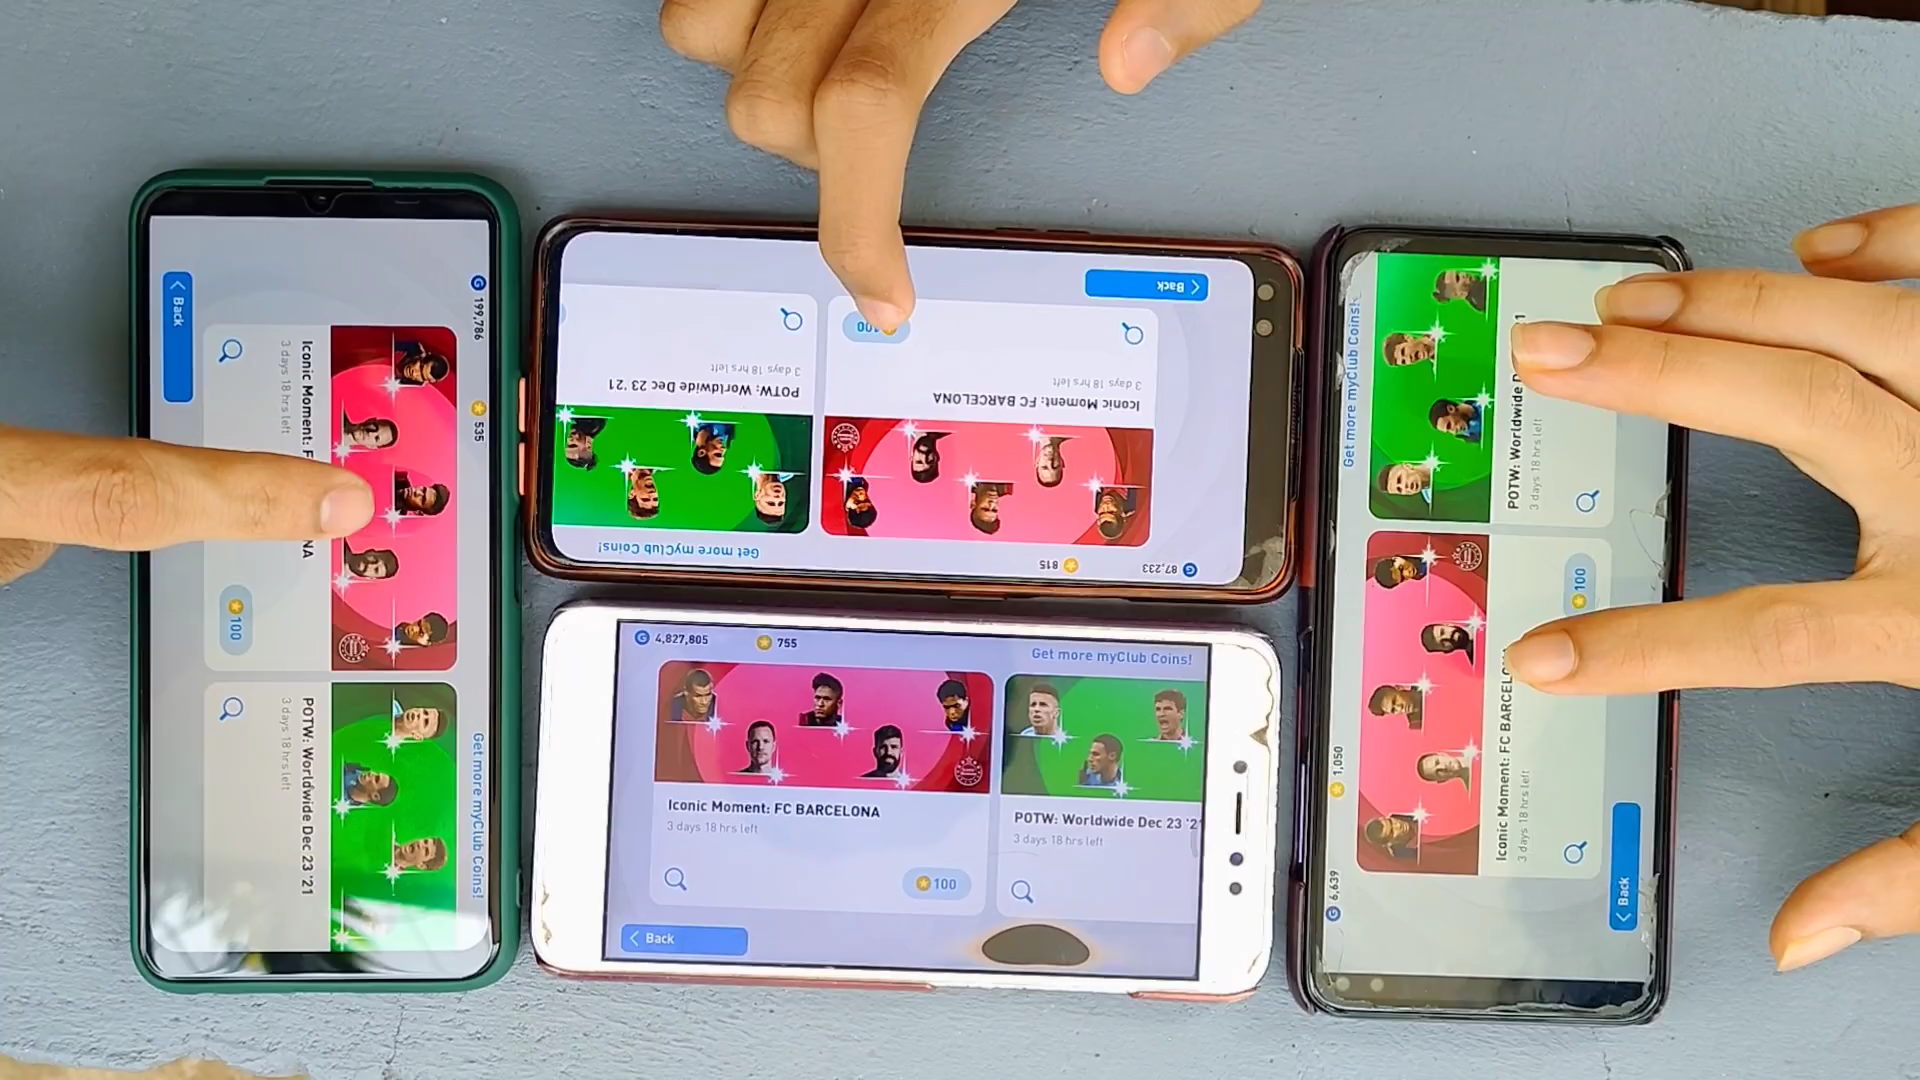 199,786
535
Get more myClub Coins!
Iconic Moment: F
NA
3 days 18 hrs left
100
POTW: Worldwide Dec 23 '21
3 days 18 hrs left
Back
87,233
815
Get more myClub Coins!
Iconic Moment: FC BARCELONA
3 days 18 hrs left
100
POTW: Worldwide Dec 23 '21
3 days 18 hrs left
Back
4,827,805
755
Get more myClub Coins!
Iconic Moment: FC BARCELONA
3 days 18 hrs left
100
POTW: Worldwide Dec 23 '2
3 days 18 hrs left
Back
6,639
1,050
Get more myClub Coins!
Iconic Moment: FC BARCELO
3 days 18 hrs left
100
POTW: Worldwide
3 days 18 hrs left
Back